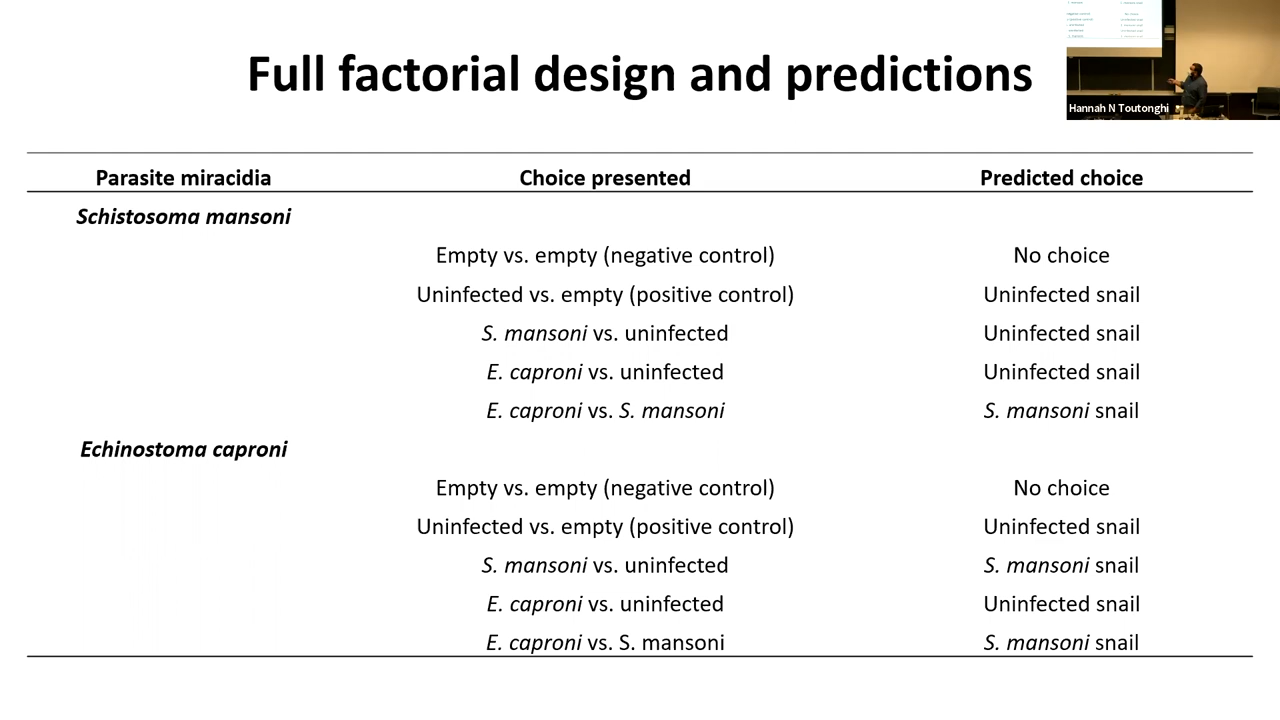 Full factorial design and predictions
Hannah N Toutonghi
Parasite miracidia Choice presented Predicted choice
Schistosoma mansoni
Empty vs. empty (negative control) No choice
Uninfected vs. empty (positive control) Uninfected snail
S. mansoni vs. uninfected Uninfected snail
E. caproni vs. uninfected Uninfected snail
E. caproni vs. S. mansoni S. mansoni snail
Echinostoma caproni
Empty vs. empty (negative control) No choice
Uninfected vs. empty (positive control) Uninfected snail
S. mansoni vs. uninfected S. mansoni snail
E. caproni vs. uninfected Uninfected snail
E. caproni vs. S. mansoni S. mansoni snail